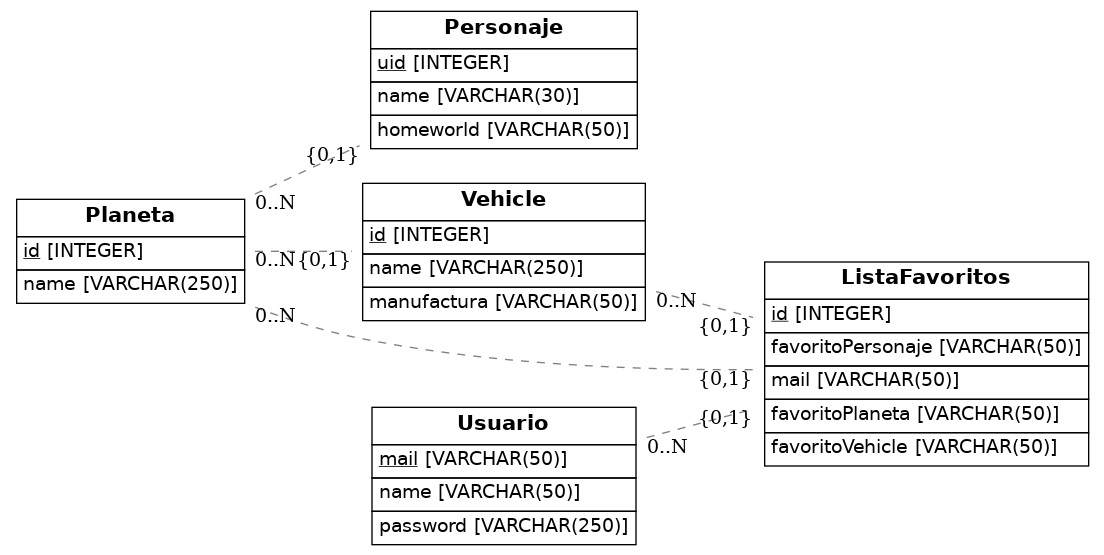 Personaje
uid [INTEGER]
name [VARCHAR(30)]
homeworld [VARCHAR(50)]
{0,1}
0..N
Planeta
id [INTEGER]
name [VARCHAR(250)]
0..N
{0,1}
0..N
Vehicle
id [INTEGER]
name [VARCHAR(250)]
manufactura [VARCHAR(50)]
0..N
{0,1}
{0,1}
{0,1}
ListaFavoritos
id [INTEGER]
favoritoPersonaje [VARCHAR(50)]
mail [VARCHAR(50)]
favoritoPlaneta [VARCHAR(50)]
favoritoVehicle [VARCHAR(50)]
Usuario
mail [VARCHAR(50)]
name [VARCHAR(50)]
password [VARCHAR(250)]
0..N